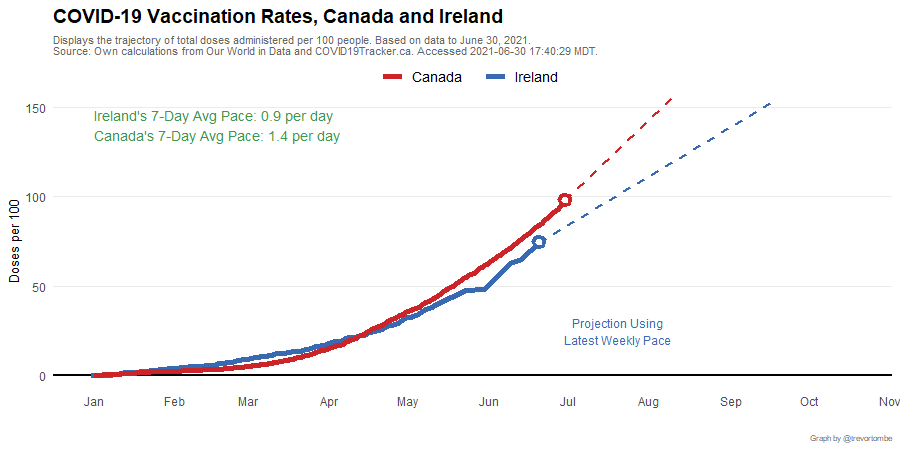 COVID-19 Vaccination Rates, Canada and Ireland
Displays the trajectory of total doses administered per 100 people. Based on data to June 30, 2021.
Source: Own calculations from Our World in Data and COVID19Tracker.ca. Accessed 2021-06-30 17:40:29 MDT.
Canada Ireland
Ireland's 7-Day Avg Pace: 0.9 per day
Canada's 7-Day Avg Pace: 1.4 per day
Doses per 100
150
100
50
0
Projection Using
Latest Weekly Pace
Jan Feb Mar Apr May Jun Jul Aug Sep Oct Nov
Graph by @trevortombe